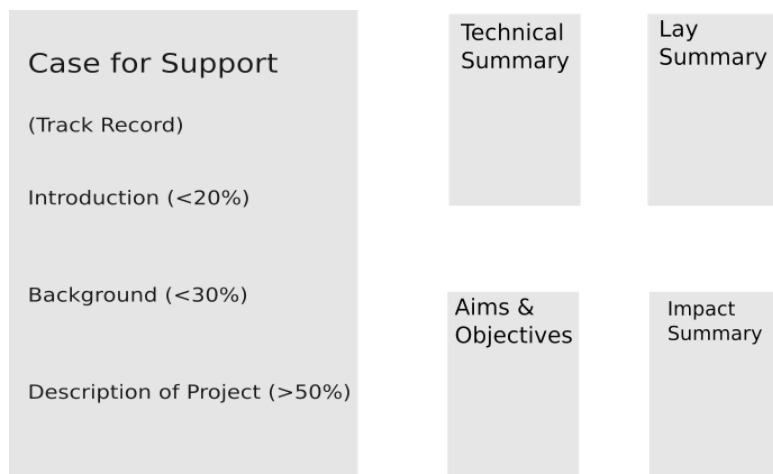 Case for Support
(Track Record)
Introduction (<20%)
Background (<30%)
Description of Project (>50%)
Technical
Summary
Lay
Summary
Aims &
Objectives
Impact
Summary